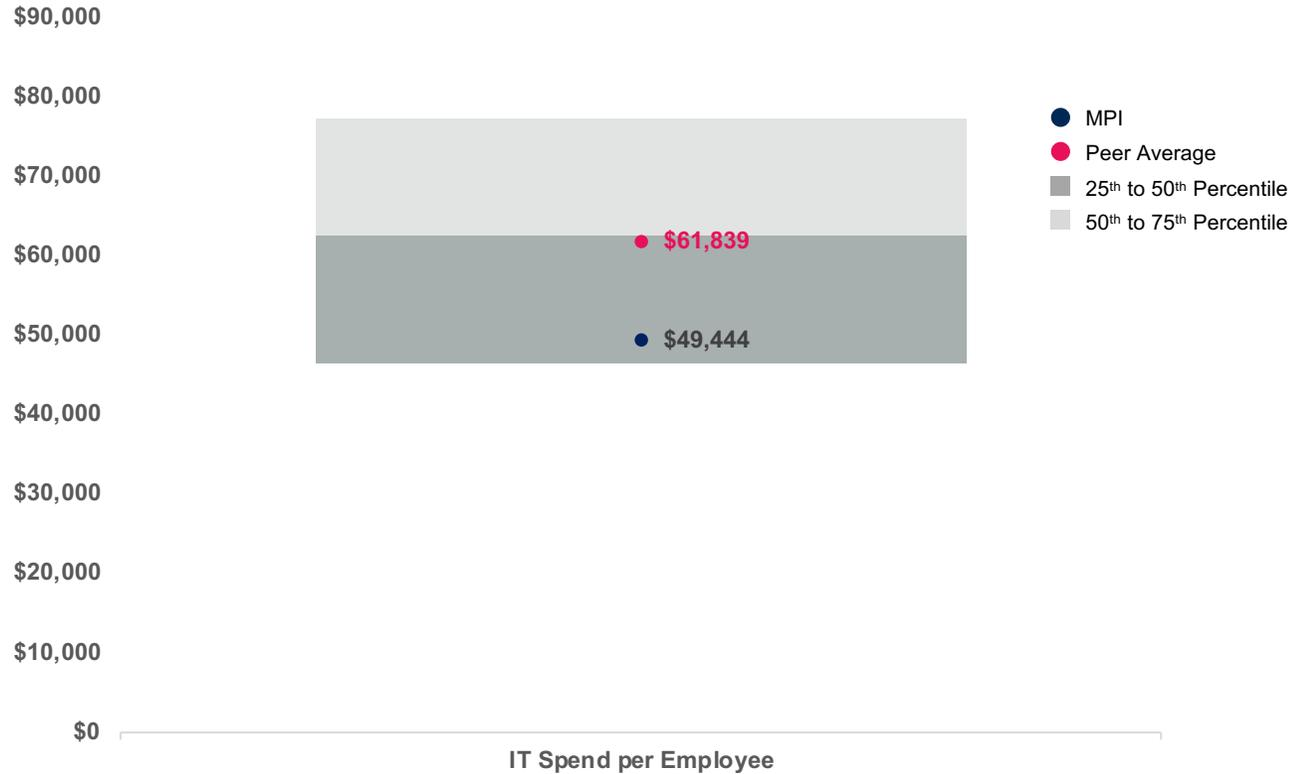 $90,000
$80,000
$70,000
$60,000
$50,000
$40,000
$30,000
$20,000
$10,000
$0
$61,839
$49,444
IT Spend per Employee
MPI
Peer Average
25th to 50th Percentile
50th to 75th Percentile